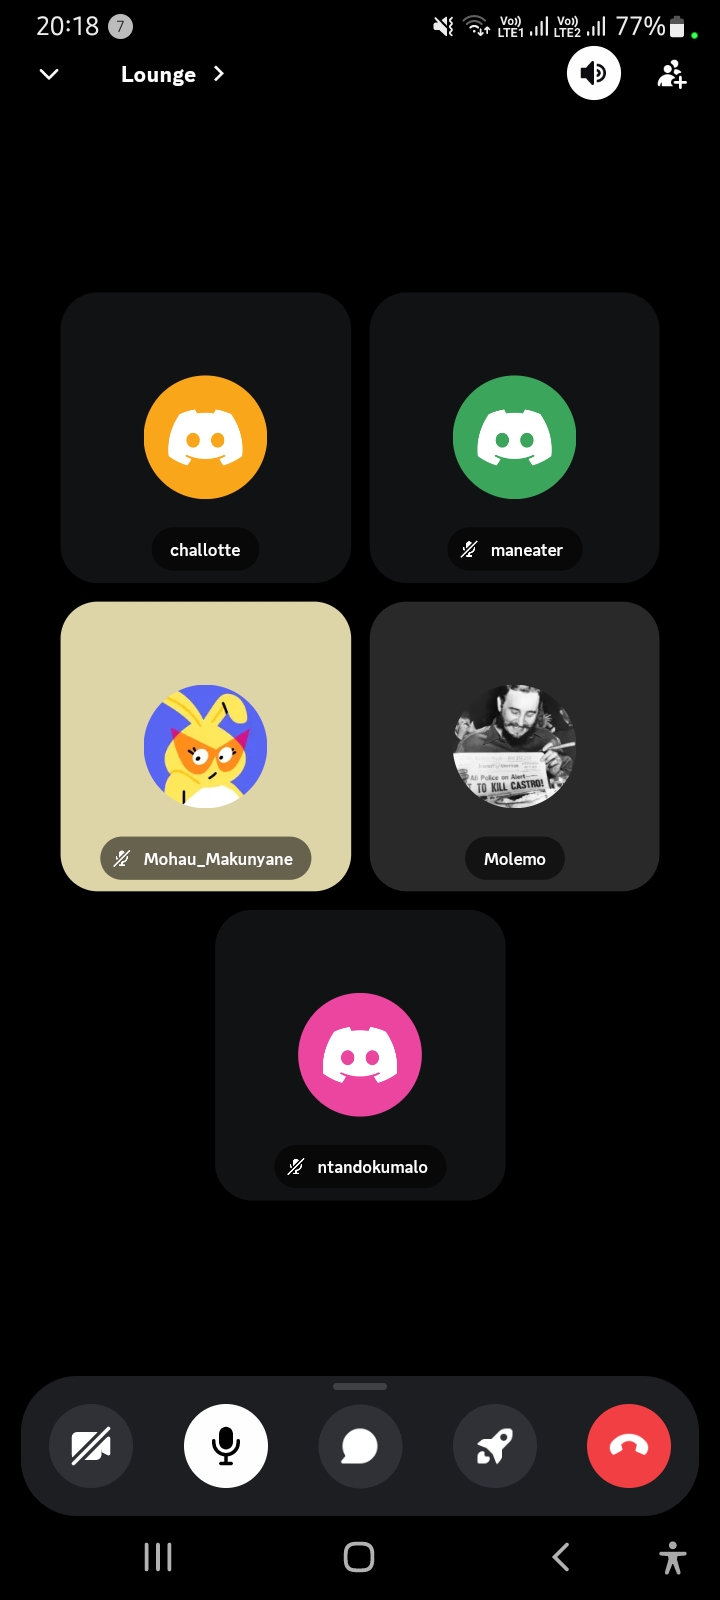 20:18 7 Vo)) LTE1 Vo)) LTE2 77%
Lounge
challotte
maneater
All Police on Alert
TO KILL CASTRO!
Mohau_Makunyane
Molemo
ntandokumalo